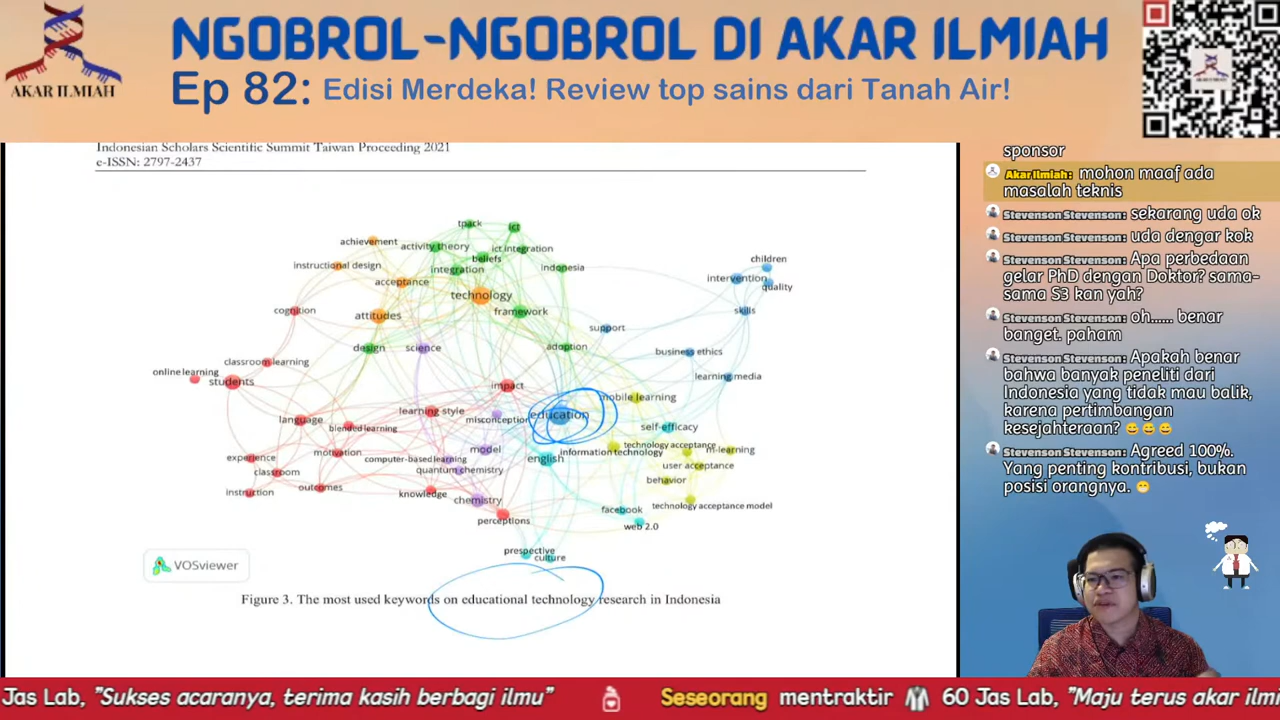 NGOBROL-NGOBROL DI AKAR ILMIAH
Ep 82: Edisi Merdeka! Review top sains dari Tanah Air!
AKAR ILMIAH
AKAR ILMIAH
Indonesian Scholars Scientific Summit Taiwan Proceeding 2021
e-ISSN: 2797-2437
tpack
ict
achievement
activity theory
ict integration
beliefs
instructional design
integration
indonesia
children
acceptance
intervention
quality
technology
cognition
attitudes
framework
skills
support
design
science
adoption
business ethics
classroom learning
online learning
students
learning media
impact
mobile learning
learning style
education
language
misconception
blended learning
self-efficacy
technology acceptance
model
m-learning
motivation
information technology
experience
computer-based learning
english
user acceptance
classroom
quantum chemistry
behavior
instruction
outcomes
knowledge
chemistry
technology acceptance model
facebook
perceptions
web 2.0
prespective
culture
VOSviewer
Figure 3. The most used keywords on educational technology research in Indonesia
sponsor
Akar Ilmiah: mohon maaf ada
masalah teknis
Stevenson Stevenson: sekarang uda ok
Stevenson Stevenson: uda dengar kok
Stevenson Stevenson: Apa perbedaan
gelar PhD dengan Doktor? sama-
sama S3 kan yah?
Stevenson Stevenson: oh...... benar
banget. paham
Stevenson Stevenson: Apakah benar
bahwa banyak peneliti dari
Indonesia yang tidak mau balik,
karena pertimbangan
kesejahteraan? 😅😅😅
Stevenson Stevenson: Agreed 100%.
Yang penting kontribusi, bukan
posisi orangnya. 😁
Jas Lab, "Sukses acaranya, terima kasih berbagi ilmu"
Seseorang mentraktir 60 Jas Lab, "Maju terus akar ilmi